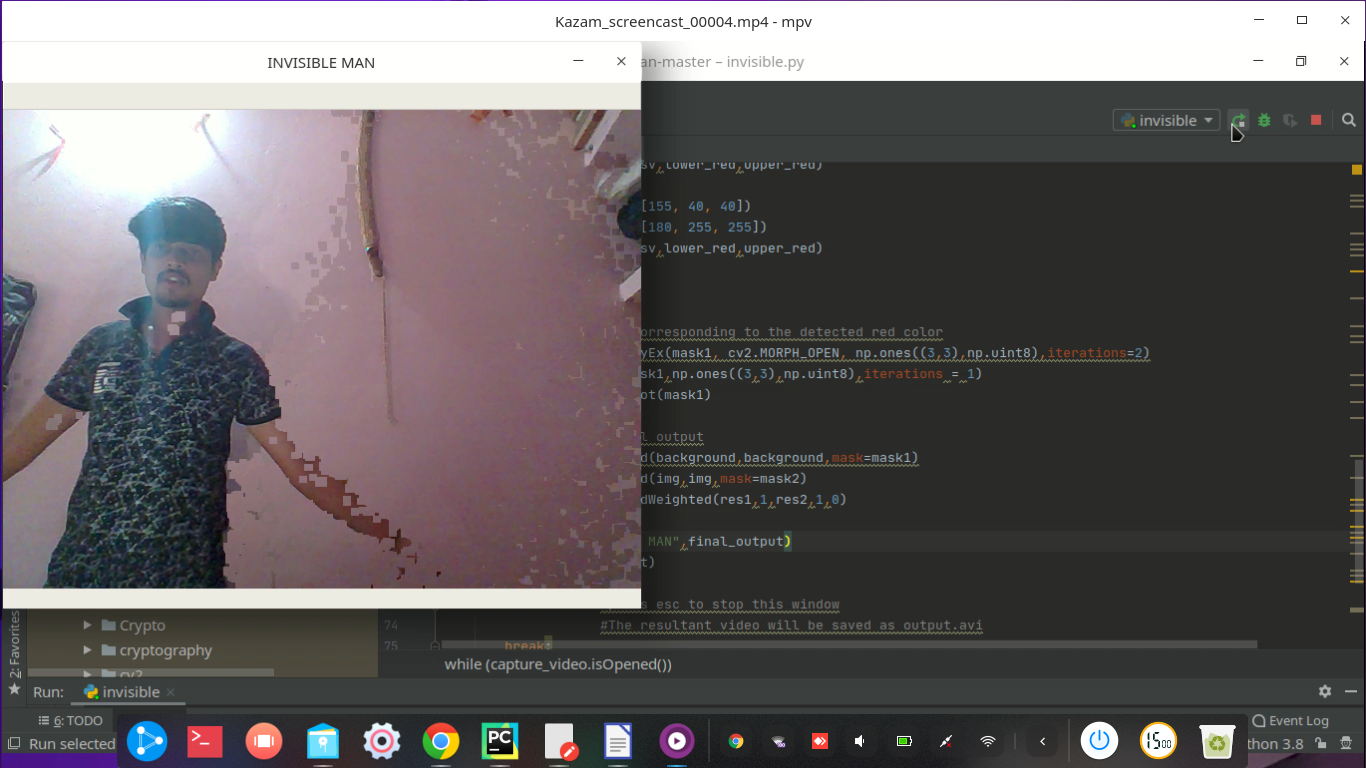 Kazam_screencast_00004.mp4 - mpv
INVISIBLE MAN
an-master – invisible.py
invisible
sv,lower_red,upper_red)
[155, 40, 40])
[180, 255, 255])
sv,lower_red,upper_red)
orresponding to the detected red color
yEx(mask1, cv2.MORPH_OPEN, np.ones((3,3),np.uint8),iterations=2)
sk1,np.ones((3,3),np.uint8),iterations = 1)
ot(mask1)
l output
d(background,background,mask=mask1)
d(img,img,mask=mask2)
dWeighted(res1,1,res2,1,0)
MAN",final_output)
t)
esc to stop this window
74 #The resultant video will be saved as output.avi
75 break;
Crypto
cryptography
cv2
2: Favorites
while (capture_video.isOpened())
Run: invisible
6: TODO
Event Log
Run selected
thon 3.8
PC
15:00